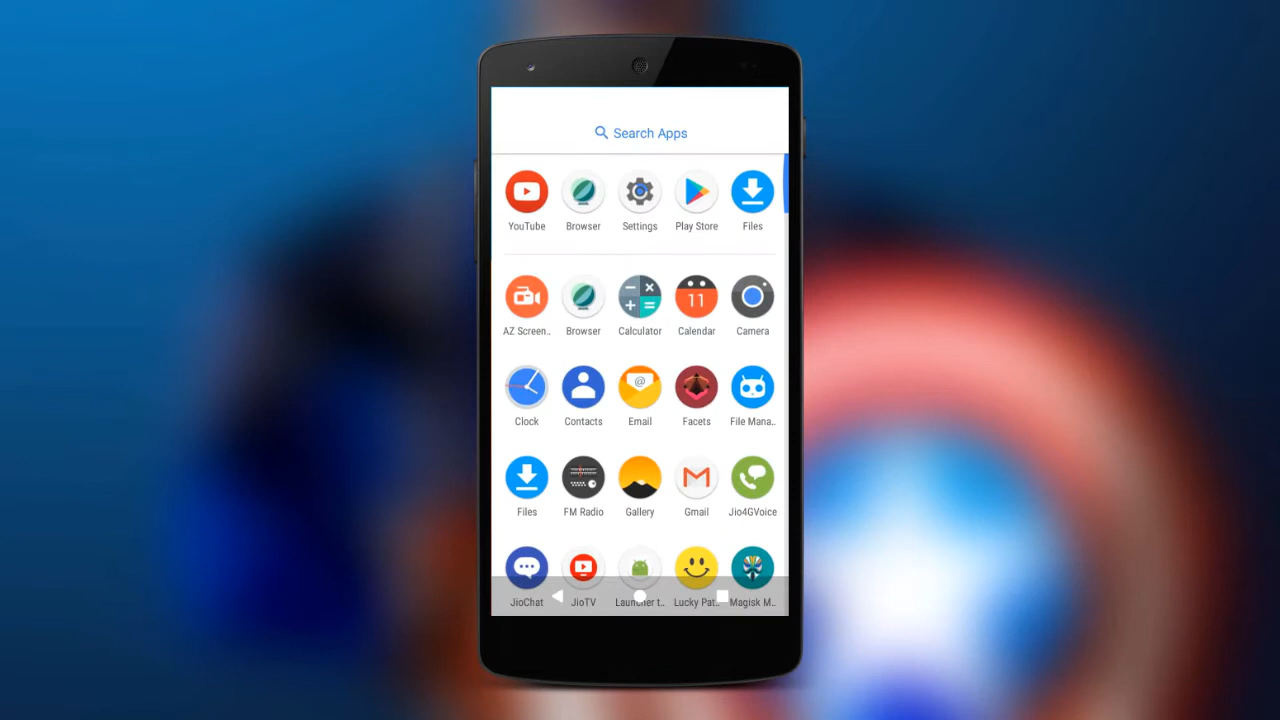 Search Apps
YouTube Browser Settings Play Store Files
11
AZ Screen.. Browser Calculator Calendar Camera
@
Clock Contacts Email Facets File Mana..
Files FM Radio Gallery Gmail Jio4GVoice
JioChat JioTV Launcher t.. Lucky Pat.. Magisk M..